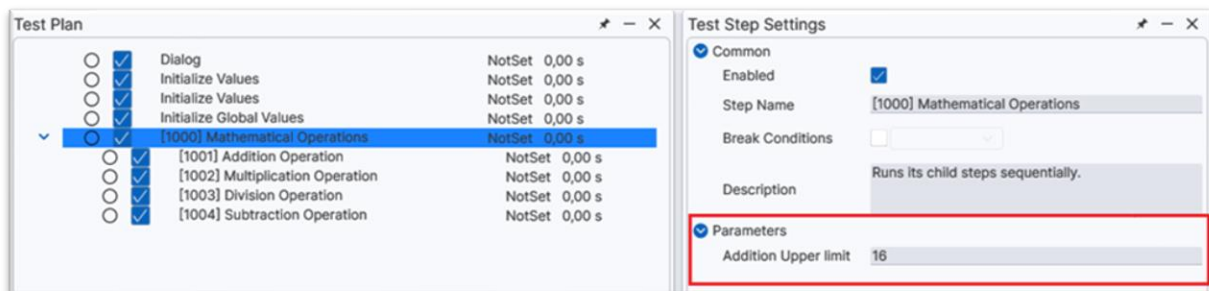 Test Plan
Dialog NotSet 0,00 s
Initialize Values NotSet 0,00 s
Initialize Values NotSet 0,00 s
Initialize Global Values NotSet 0,00 s
[1000] Mathematical Operations NotSet 0,00 s
[1001] Addition Operation NotSet 0,00 s
[1002] Multiplication Operation NotSet 0,00 s
[1003] Division Operation NotSet 0,00 s
[1004] Subtraction Operation NotSet 0,00 s
Test Step Settings
Common
Enabled
Step Name [1000] Mathematical Operations
Break Conditions
Description Runs its child steps sequentially.
Parameters
Addition Upper limit 16